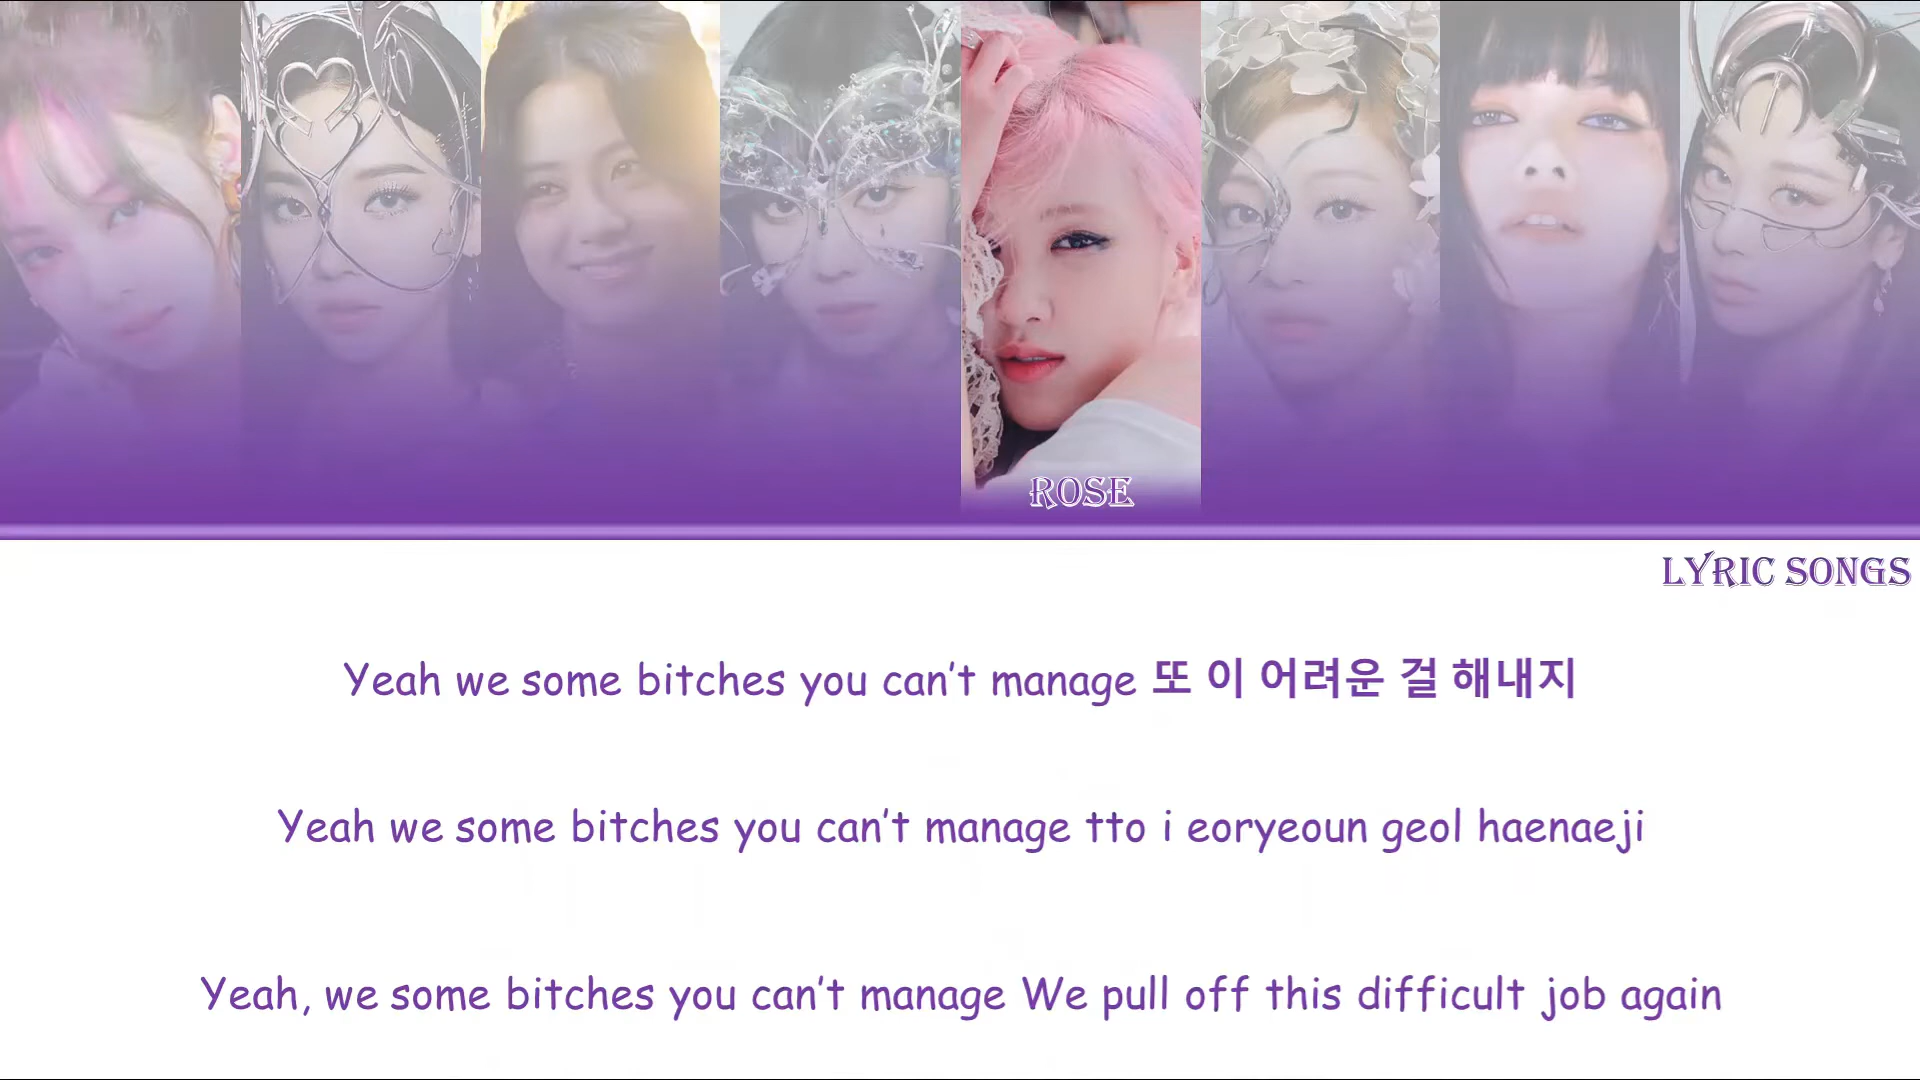 ROSE
LYRIC SONGS
Yeah we some bitches you can't manage 또 이 어려운 걸 해내지
Yeah we some bitches you can't manage tto i eoryeoun geol haenaeji
Yeah, we some bitches you can't manage We pull off this difficult job again